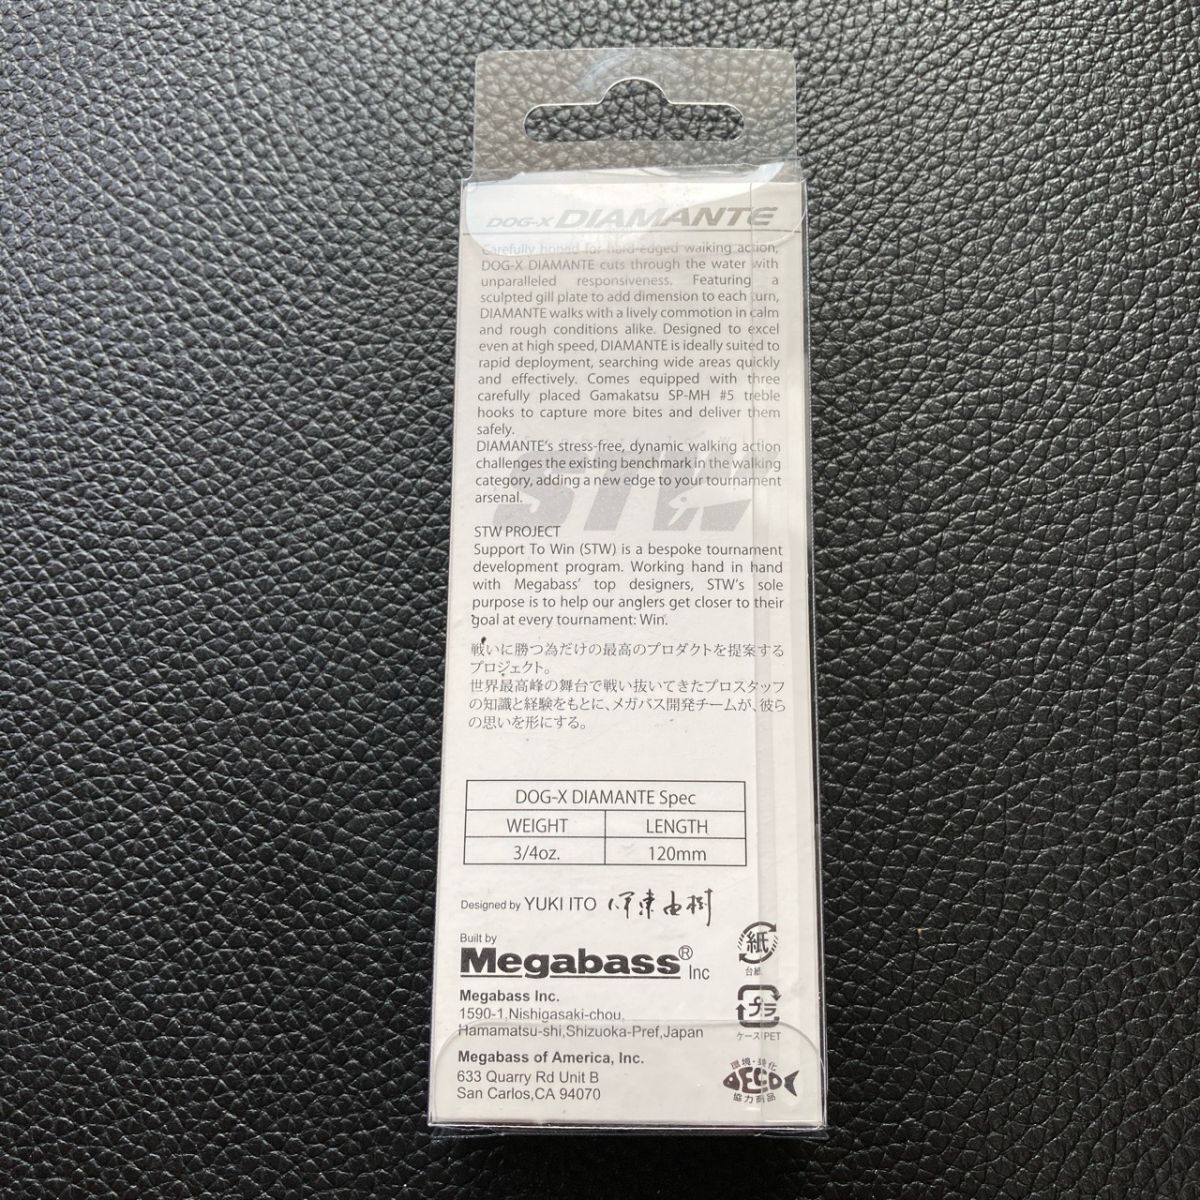 DOG-X DIAMANTE
Carefully honed for hard-edged walking action,
DOG-X DIAMANTE cuts through the water with
unparalleled responsiveness. Featuring a
sculpted gill plate to add dimension to each turn,
DIAMANTE walks with a lively commotion in calm
and rough conditions alike. Designed to excel
even at high speed, DIAMANTE is ideally suited to
rapid deployment, searching wide areas quickly
and effectively. Comes equipped with three
carefully placed Gamakatsu SP-MH #5 treble
hooks to capture more bites and deliver them
safely.
DIAMANTE's stress-free, dynamic walking action
challenges the existing benchmark in the walking
category, adding a new edge to your tournament
arsenal.
STW
STW PROJECT
Support To Win (STW) is a bespoke tournament
development program. Working hand in hand
with Megabass' top designers, STW's sole
purpose is to help our anglers get closer to their
goal at every tournament: Win.
戦いに勝つ為だけの最高のプロダクトを提案する
プロジェクト。
世界最高峰の舞台で戦い抜いてきたプロスタッフ
の知識と経験をもとに、メガバス開発チームが、彼ら
の思いを形にする。
DOG-X DIAMANTE Spec
WEIGHT LENGTH
3/4oz. 120mm
Designed by YUKI ITO 伊東由樹
Built by
Megabass® Inc
Megabass Inc.
1590-1,Nishigasaki-chou,
Hamamatsu-shi,Shizuoka-Pref,Japan
Megabass of America, Inc.
633 Quarry Rd Unit B
San Carlos,CA 94070
紙
台紙
プラ
ケース:PET
環境・強化
DECO
協力商品